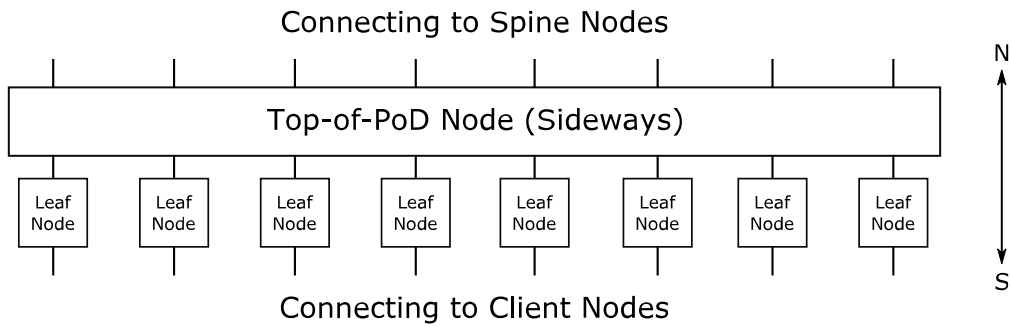 Connecting to Spine Nodes
N
Top-of-PoD Node (Sideways)
Leaf Node
Leaf Node
Leaf Node
Leaf Node
Leaf Node
Leaf Node
Leaf Node
Leaf Node
S
Connecting to Client Nodes